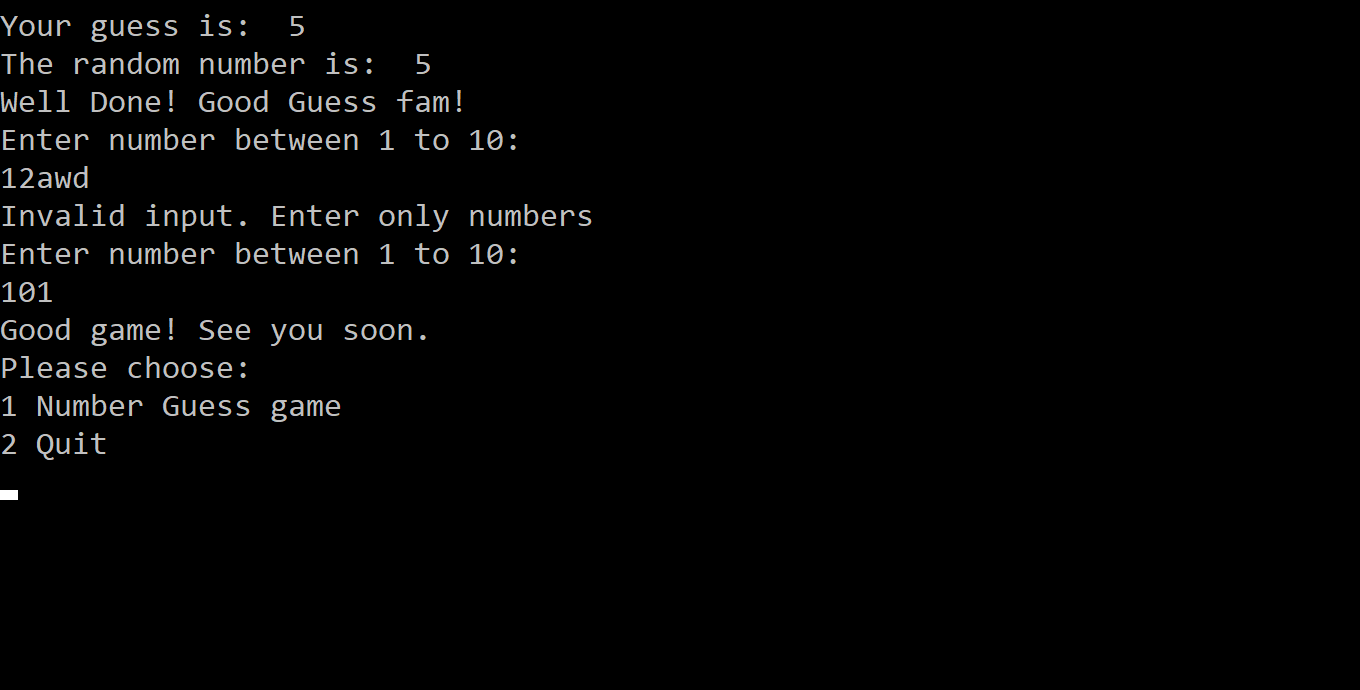 Your guess is:  5
The random number is:  5
Well Done! Good Guess fam!
Enter number between 1 to 10:
12awd
Invalid input. Enter only numbers
Enter number between 1 to 10:
101
Good game! See you soon.
Please choose:
1 Number Guess game
2 Quit